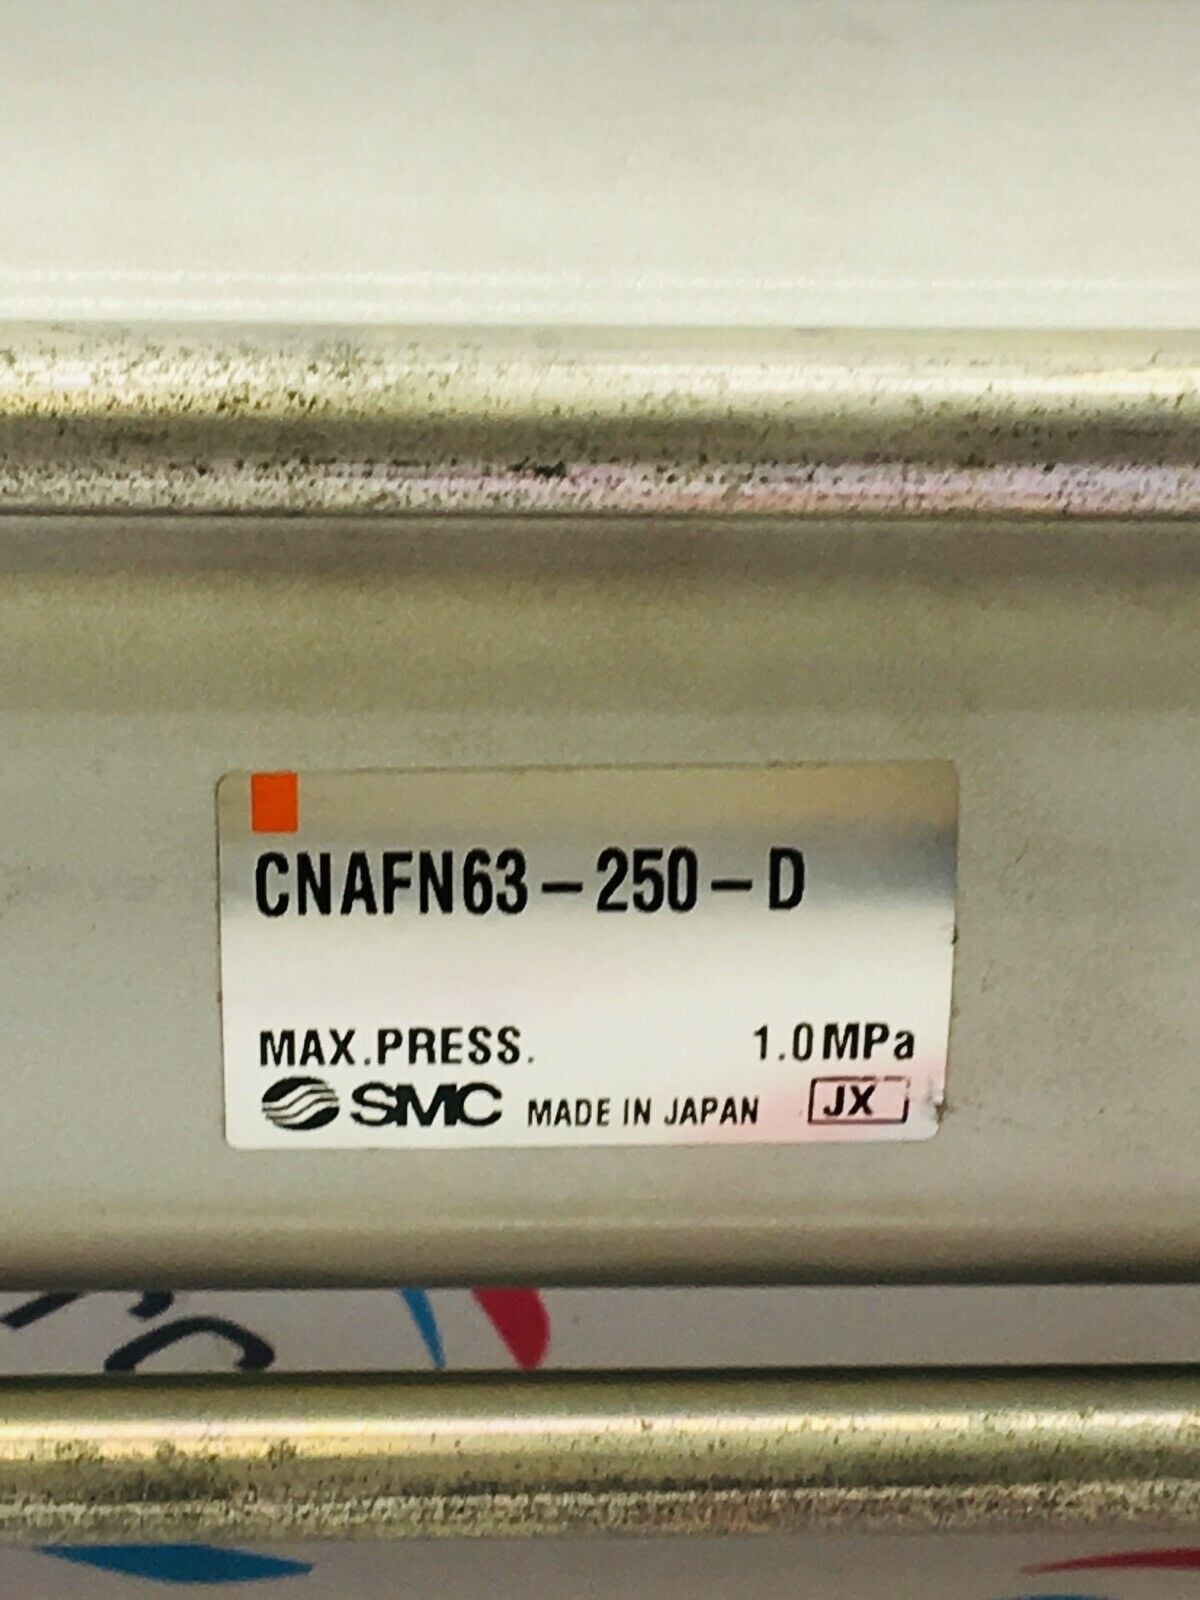 CNAFN63-250-D
MAX.PRESS. 1.0MPa
SMC MADE IN JAPAN JX